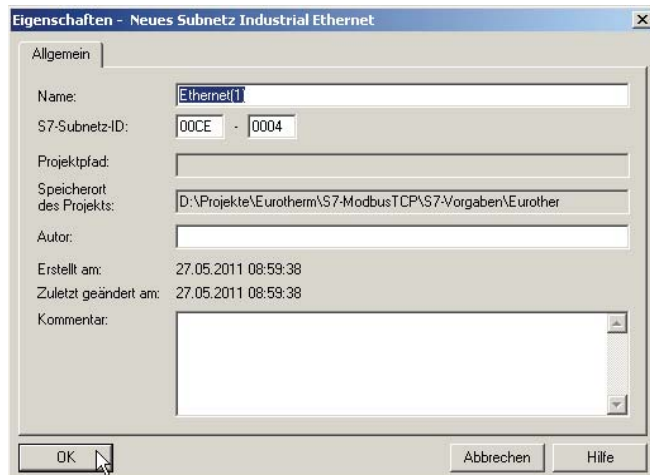 Eigenschaften - Neues Subnetz Industrial Ethernet
Allgemein
Name: Ethernet(1)
S7-Subnetz-ID: 00CE - 0004
Projektpfad:
Speicherort
des Projekts: D:\Projekte\Eurotherm\S7-ModbusTCP\S7-Vorgaben\Eurother
Autor:
Erstellt am: 27.05.2011 08:59:38
Zuletzt geändert am: 27.05.2011 08:59:38
Kommentar:
OK Abbrechen Hilfe